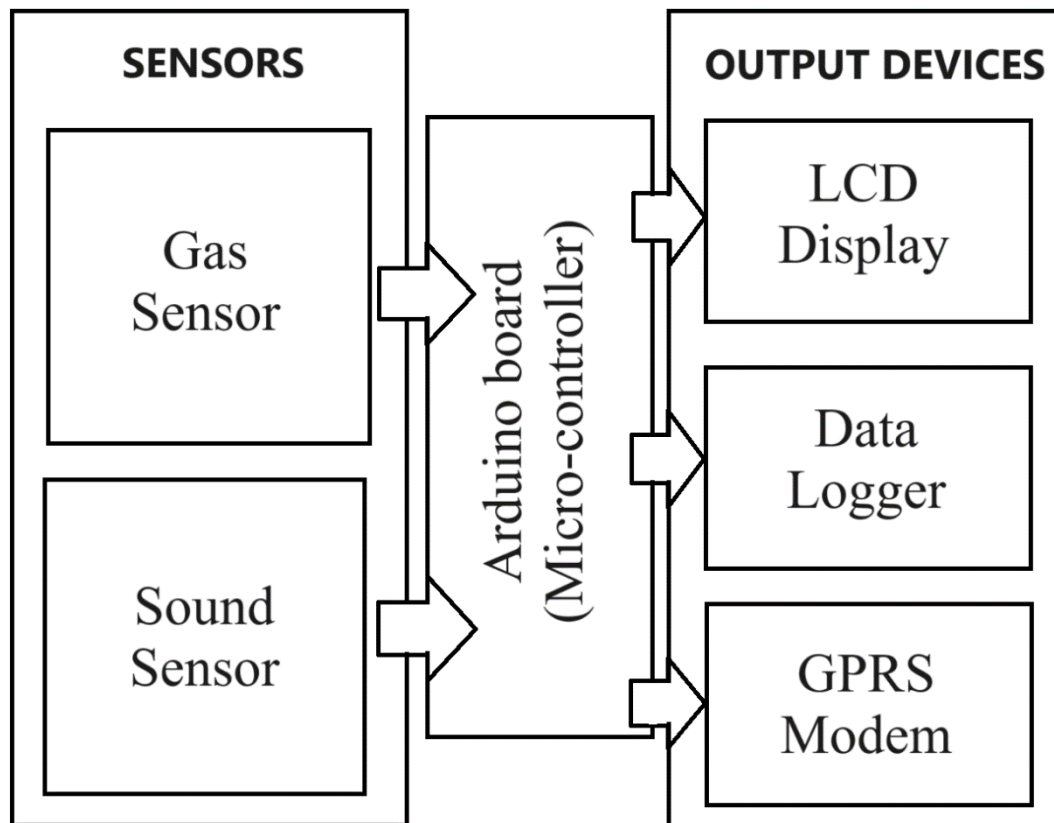 SENSORS
Gas
Sensor
Sound
Sensor
Arduino board
(Micro-controller)
OUTPUT DEVICES
LCD
Display
Data
Logger
GPRS
Modem